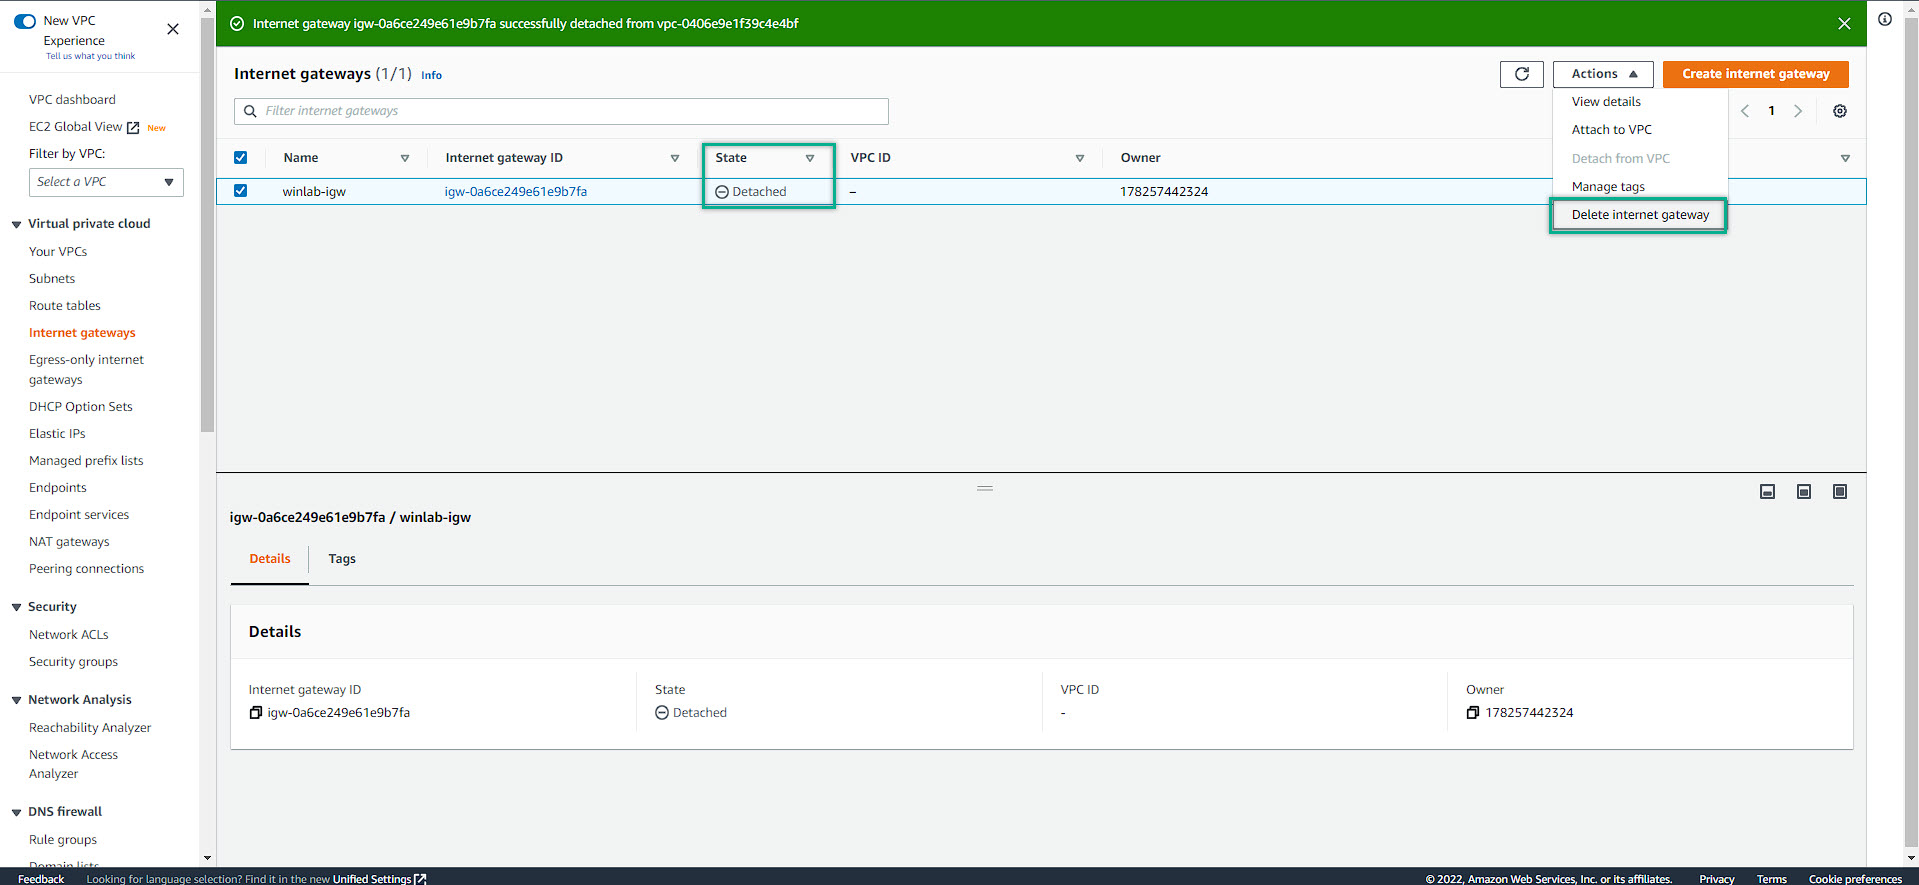 New VPC
Experience
Tell us what you think
VPC dashboard
EC2 Global View New
Filter by VPC:
Select a VPC
Virtual private cloud
Your VPCs
Subnets
Route tables
Internet gateways
Egress-only internet
gateways
DHCP Option Sets
Elastic IPs
Managed prefix lists
Endpoints
Endpoint services
NAT gateways
Peering connections
Security
Network ACLs
Security groups
Network Analysis
Reachability Analyzer
Network Access
Analyzer
DNS firewall
Rule groups
Domain lists
Internet gateway igw-0a6ce249e61e9b7fa successfully detached from vpc-0406e9e1f39c4e4bf
Internet gateways (1/1) Info
Actions
Create internet gateway
Filter internet gateways
1
View details
Attach to VPC
Detach from VPC
Manage tags
Delete internet gateway
Name Internet gateway ID State VPC ID Owner
winlab-igw igw-0a6ce249e61e9b7fa Detached – 178257442324
igw-0a6ce249e61e9b7fa / winlab-igw
Details Tags
Details
Internet gateway ID State VPC ID Owner
igw-0a6ce249e61e9b7fa Detached - 178257442324
Feedback Looking for language selection? Find it in the new Unified Settings © 2022, Amazon Web Services, Inc. or its affiliates. Privacy Terms Cookie preferences